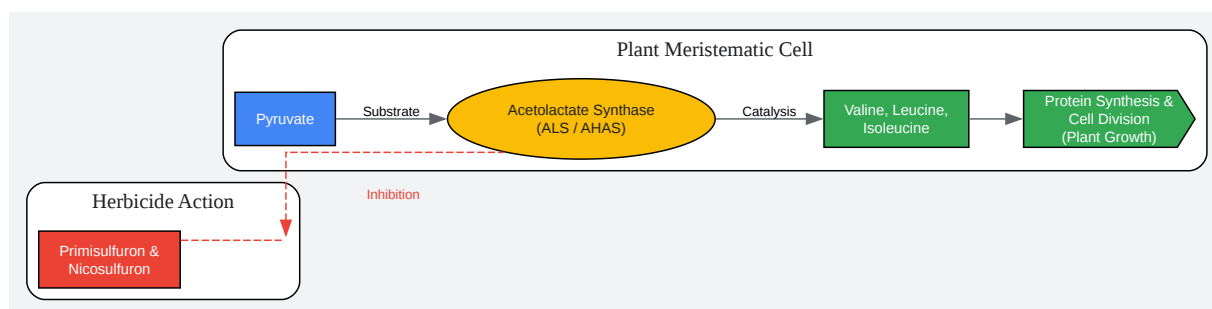 Plant Meristematic Cell
Pyruvate
Substrate
Acetolactate Synthase
(ALS / AHAS)
Catalysis
Valine, Leucine,
Isoleucine
Protein Synthesis &
Cell Division
(Plant Growth)
Inhibition
Herbicide Action
Primisulfuron &
Nicosulfuron